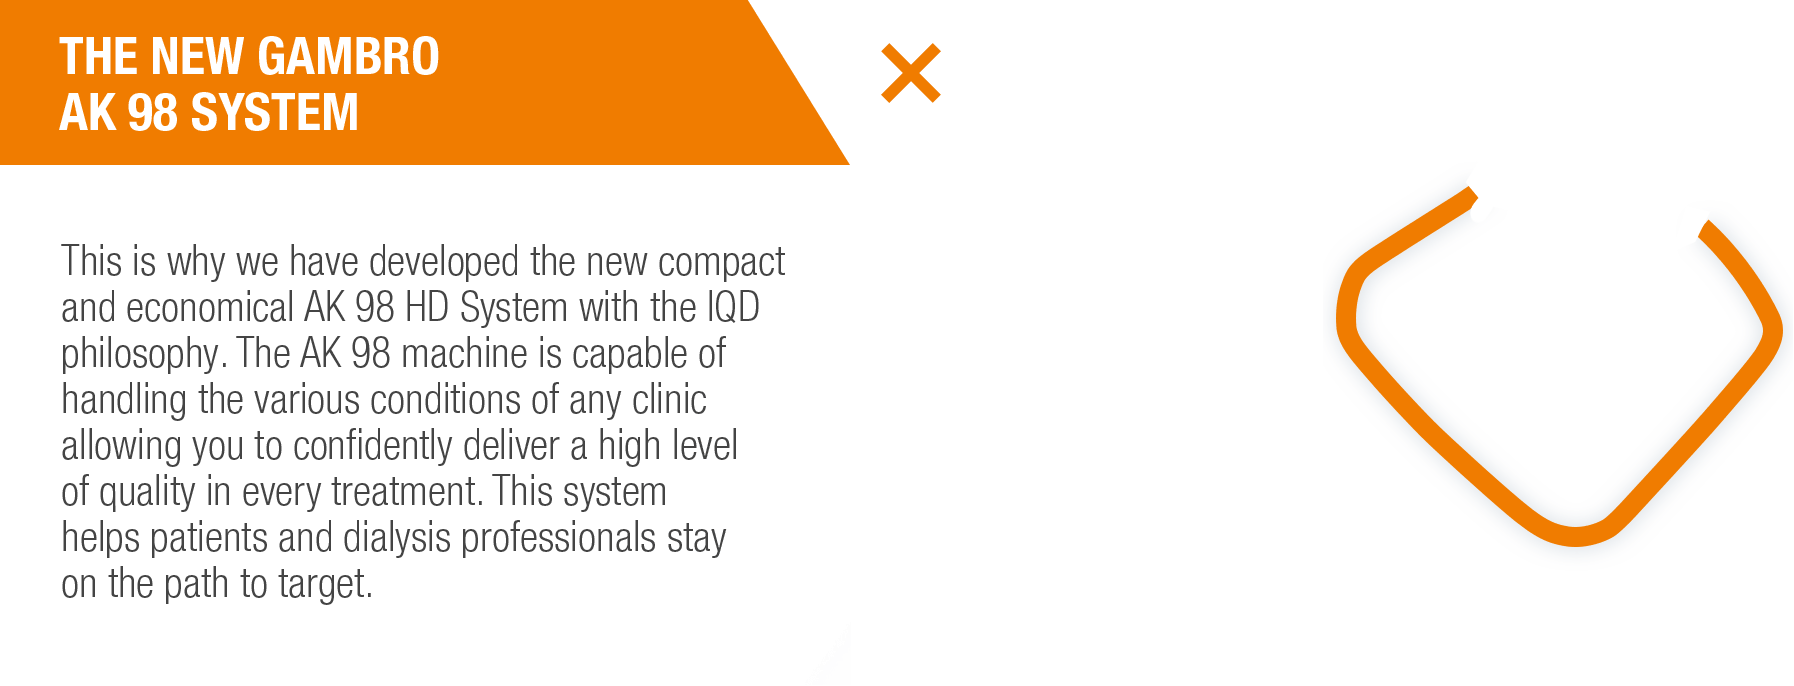 THE NEW GAMBRO
AK 98 SYSTEM
This is why we have developed the new compact
and economical AK 98 HD System with the IQD
philosophy. The AK 98 machine is capable of
handling the various conditions of any clinic
allowing you to confidently deliver a high level
of quality in every treatment. This system
helps patients and dialysis professionals stay
on the path to target.